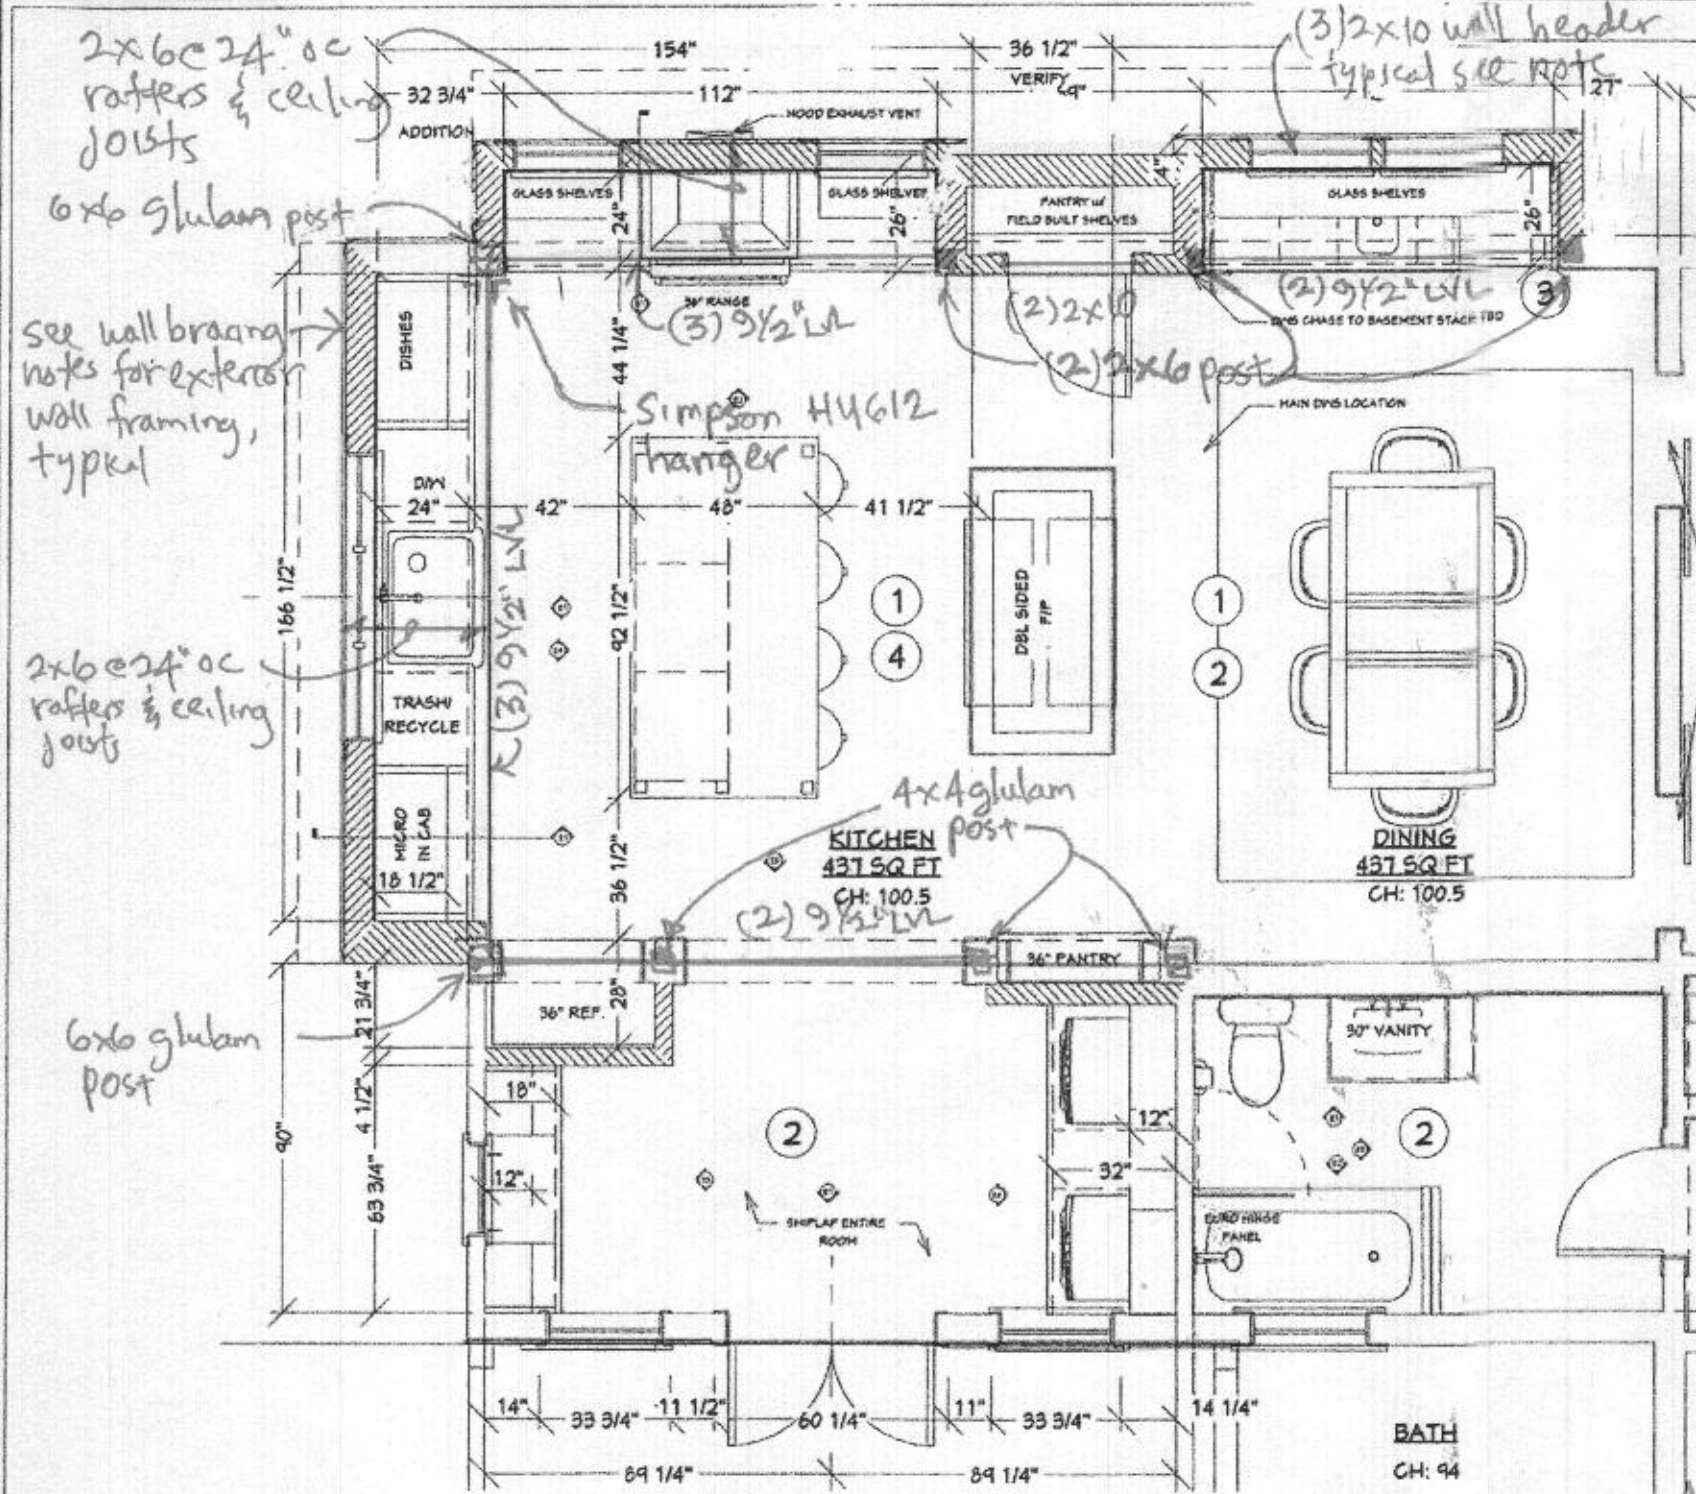 2x6@24" oc
rafters & ceiling
joists
154"
36 1/2"
VERIFY
49"
(3)2x10 wall header
typical see note
27"
32 3/4"
ADDITION
112"
HOOD EXHAUST VENT
6x6 glulam post
GLASS SHELVES
24"
GLASS SHELVES
26"
4"
PANTRY w/
FIELD BUILT SHELVES
GLASS SHELVES
26"
see wall bracing
notes for exterior
wall framing,
typical
DISHES
44 1/4"
36" RANGE
(3) 9 1/2" LVL
(2) 2x10
(2) 9 1/2" LVL
3
CHASE TO BASEMENT STACK TBD
(2) 2x6 post
Simpson HU612
hanger
MAIN DWG LOCATION
D/W
24"
42"
48"
41 1/2"
166 1/2"
(3) 9 1/2" LVL
92 1/2"
1
4
DBL SIDED
F/P
1
2
2x6@24" oc
rafters & ceiling
joists
TRASH/
RECYCLE
MICRO
IN CAB
18 1/2"
36 1/2"
4x4 glulam
post
KITCHEN
437 SQ FT
CH: 100.5
DINING
437 SQ FT
CH: 100.5
(2) 9 1/2" LVL
36" PANTRY
6x6 glulam
post
21 3/4"
36" REF.
28"
30" VANITY
4 1/2"
90"
63 3/4"
18"
12"
2
12"
32"
2
SHIPLAP ENTIRE
ROOM
EURO HINGE
PANEL
14"
33 3/4"
11 1/2"
60 1/4"
11"
33 3/4"
14 1/4"
BATH
CH: 94
89 1/4"
89 1/4"